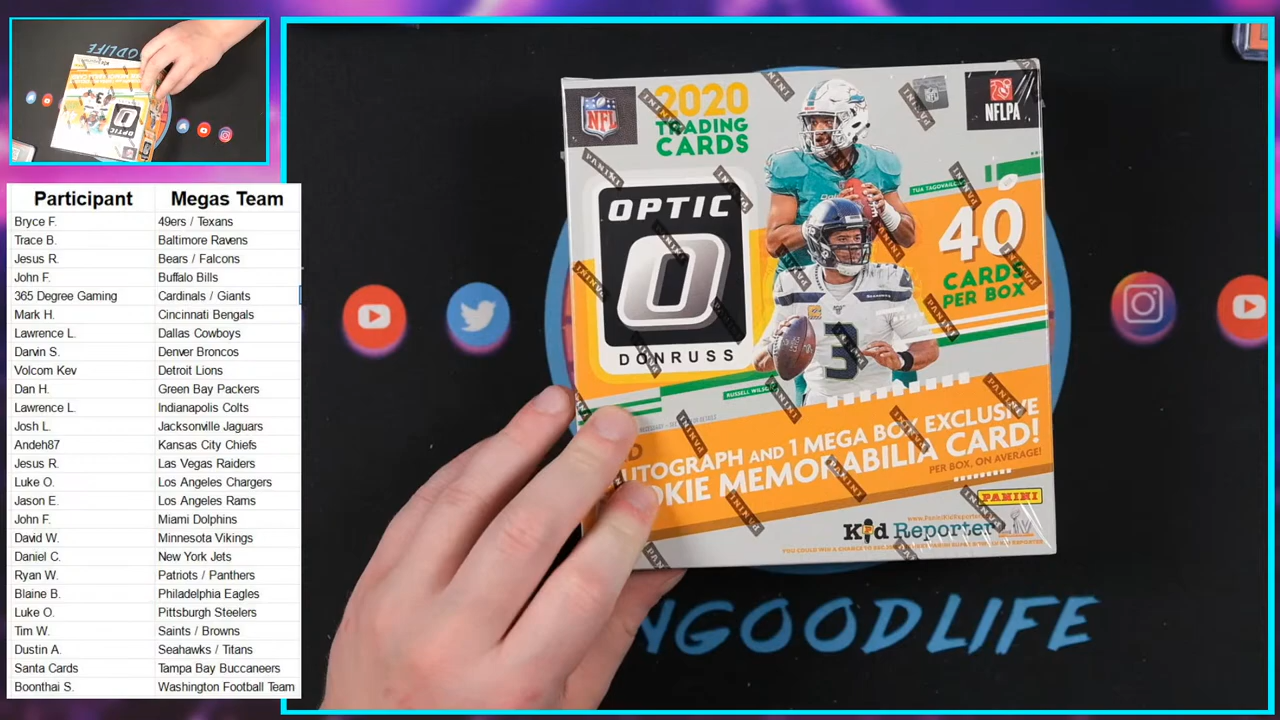 GOODLIFE
OPTIC
Participant Megas Team
Bryce F. 49ers / Texans
Trace B. Baltimore Ravens
Jesus R. Bears / Falcons
John F. Buffalo Bills
365 Degree Gaming Cardinals / Giants
Mark H. Cincinnati Bengals
Lawrence L. Dallas Cowboys
Darvin S. Denver Broncos
Volcom Kev Detroit Lions
Dan H. Green Bay Packers
Lawrence L. Indianapolis Colts
Josh L. Jacksonville Jaguars
Andeh87 Kansas City Chiefs
Jesus R. Las Vegas Raiders
Luke O. Los Angeles Chargers
Jason E. Los Angeles Rams
John F. Miami Dolphins
David W. Minnesota Vikings
Daniel C. New York Jets
Ryan W. Patriots / Panthers
Blaine B. Philadelphia Eagles
Luke O. Pittsburgh Steelers
Tim W. Saints / Browns
Dustin A. Seahawks / Titans
Santa Cards Tampa Bay Buccaneers
Boonthai S. Washington Football Team
NFL
2020
TRADING
CARDS
NFLPA
OPTIC
DONRUSS
40
CARDS
PER BOX
RUSSELL
AND 1 MEGA BOX EXCLUSIVE
MEMORABILIA CARD!
PER BOX, ON AVERAGE!
PANINI
Kid Reporter
NGOODLIFE